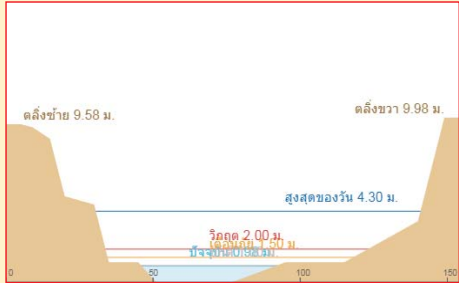 ตลิ่งซ้าย 9.58 ม.
ตลิ่งขวา 9.98 ม.
สูงสุดของวัน 4.30 ม.
วิกฤต 2.00 ม.
เตือนภัย 1.50 ม.
ปัจจุบัน
0 50 100 150